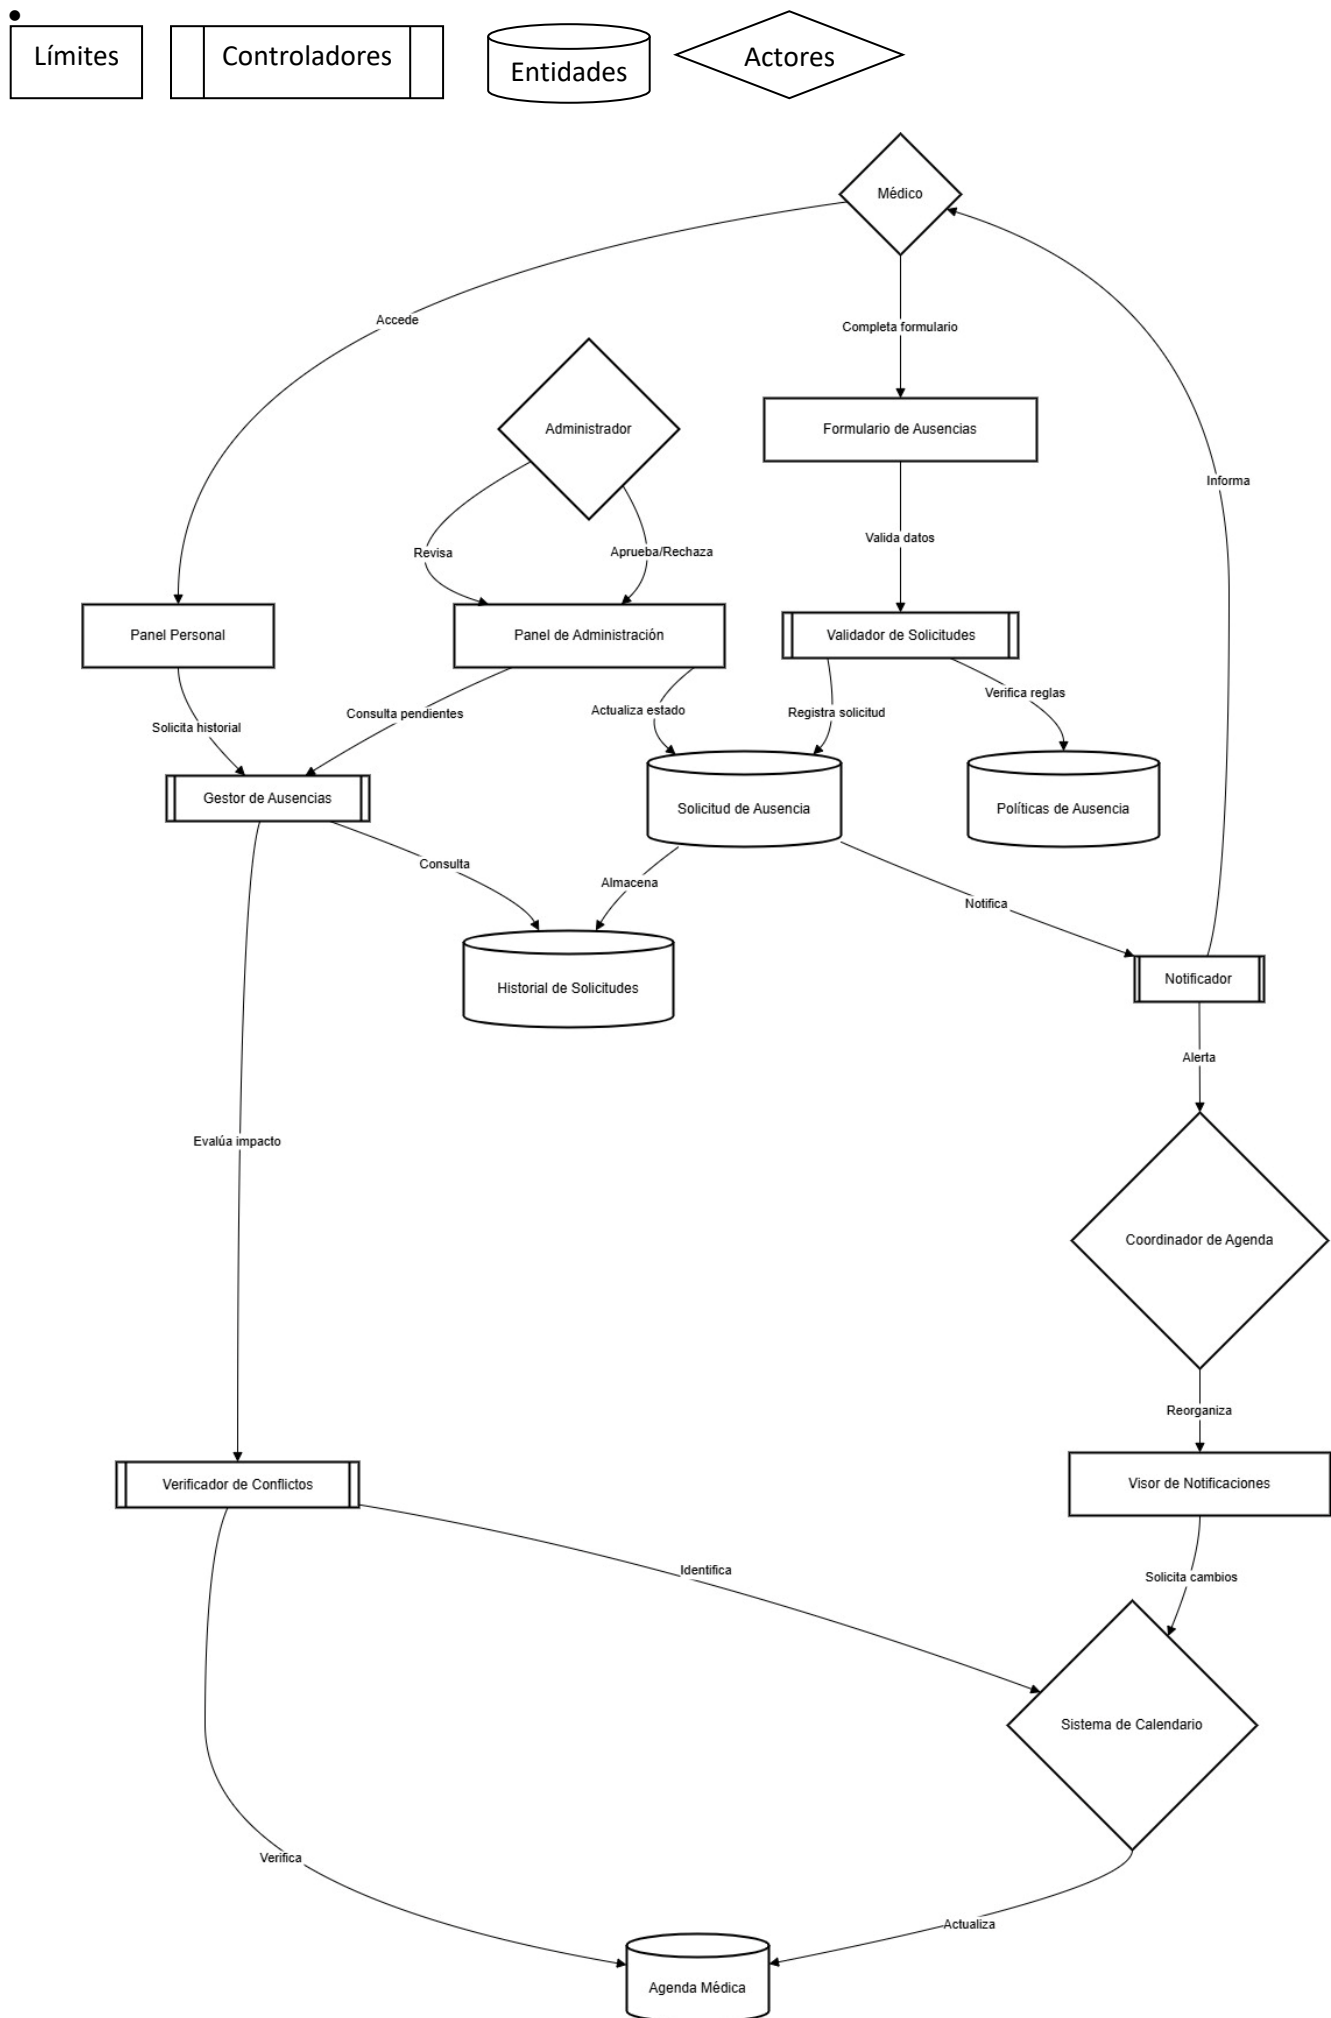 Límites
Controladores
Entidades
Actores
Médico
Accede
Completa formulario
Administrador
Formulario de Ausencias
Informa
Valida datos
Revisa
Aprueba/Rechaza
Panel Personal
Panel de Administración
Validador de Solicitudes
Verifica reglas
Solicita historial
Consulta pendientes
Actualiza estado
Registra solicitud
Gestor de Ausencias
Solicitud de Ausencia
Políticas de Ausencia
Consulta
Almacena
Notifica
Historial de Solicitudes
Notificador
Alerta
Evalúa impacto
Coordinador de Agenda
Reorganiza
Verificador de Conflictos
Visor de Notificaciones
Identifica
Solicita cambios
Sistema de Calendario
Verifica
Actualiza
Agenda Médica